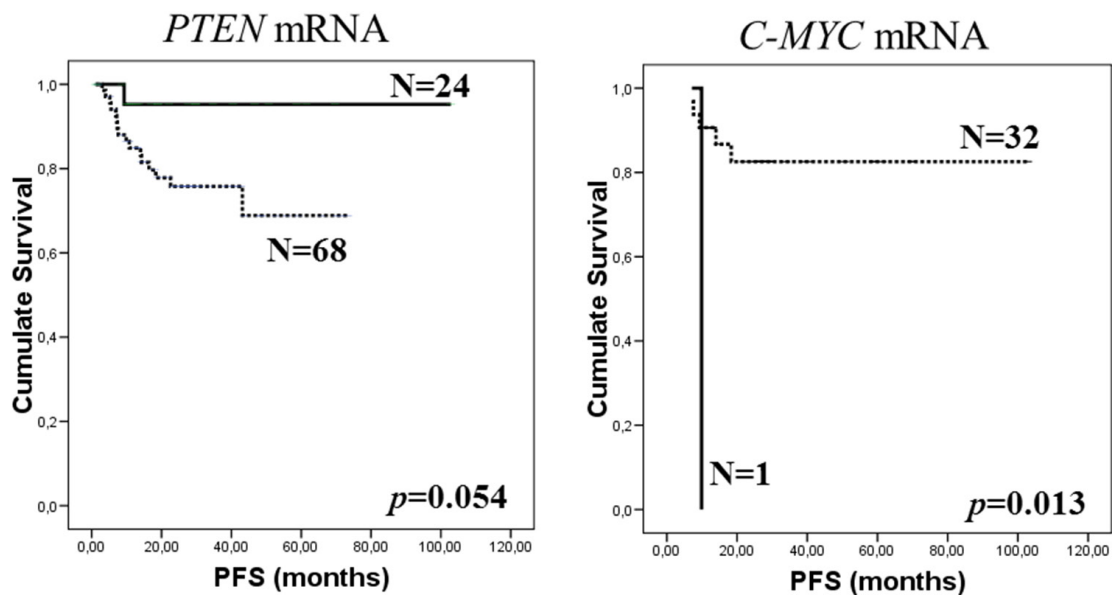 PTEN mRNA
1,0
0,8
0,6
0,4
0,2
0,0
Cumulate Survival
N=24
N=68
p=0.054
0,00 20,00 40,00 60,00 80,00 100,00 120,00
PFS (months)
C-MYC mRNA
1,0
0,8
0,6
0,4
0,2
0,0
Cumulate Survival
N=32
N=1
p=0.013
0,00 20,00 40,00 60,00 80,00 100,00 120,00
PFS (months)